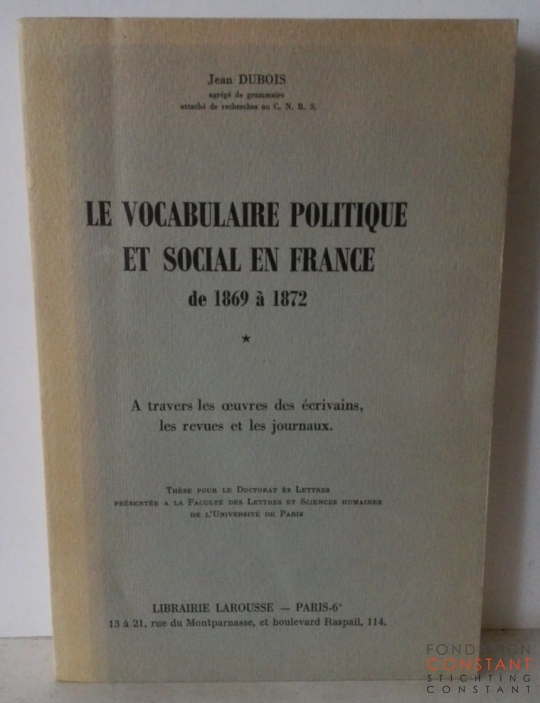 Jean DUBOIS
agrégé de grammaire
attaché de recherches au C. N. R. S.
LE VOCABULAIRE POLITIQUE
ET SOCIAL EN FRANCE
de 1869 à 1872
★
A travers les œuvres des écrivains,
les revues et les journaux.
THÈSE POUR LE DOCTORAT ÈS LETTRES
PRÉSENTÉE A LA FACULTÉ DES LETTRES ET SCIENCES HUMAINES
DE L'UNIVERSITÉ DE PARIS
LIBRAIRIE LAROUSSE — PARIS-6e
13 à 21, rue du Montparnasse, et boulevard Raspail, 114.
FONDATION
CONSTANT
STICHTING
CONSTANT